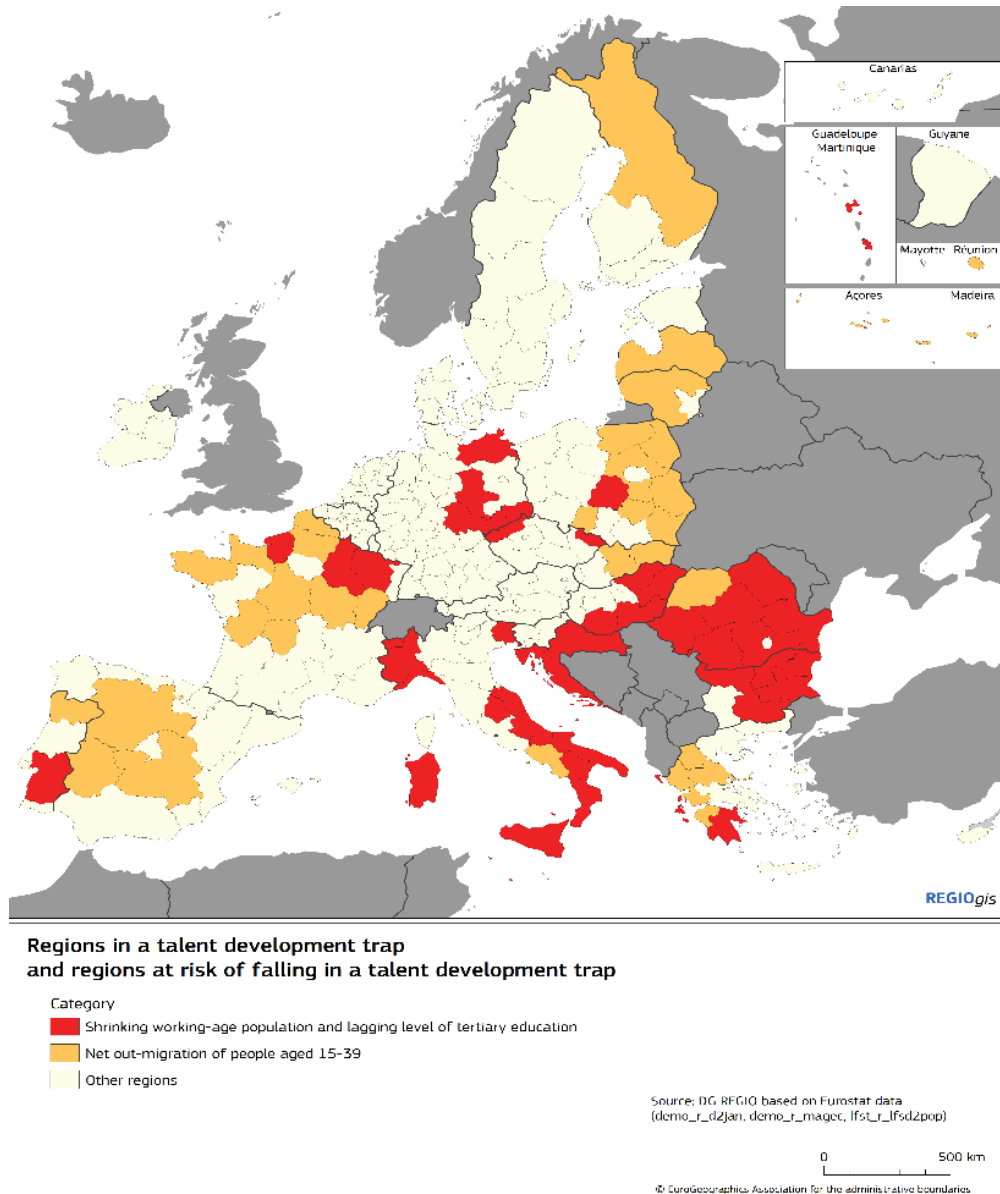 Canarias
Guadeloupe
Martinique
Guyane
Mayotte
Réunion
Açores
Madeira
REGIOgis
Regions in a talent development trap
and regions at risk of falling in a talent development trap
Category
Shrinking working-age population and lagging level of tertiary education
Net out-migration of people aged 15-39
Other regions
Source: DG REGIO based on Eurostat data
(demo_r_d2jan, demo_r_magec, lfst_r_lfsd2pop)
0 500 km
© EuroGeographics Association for the administrative boundaries